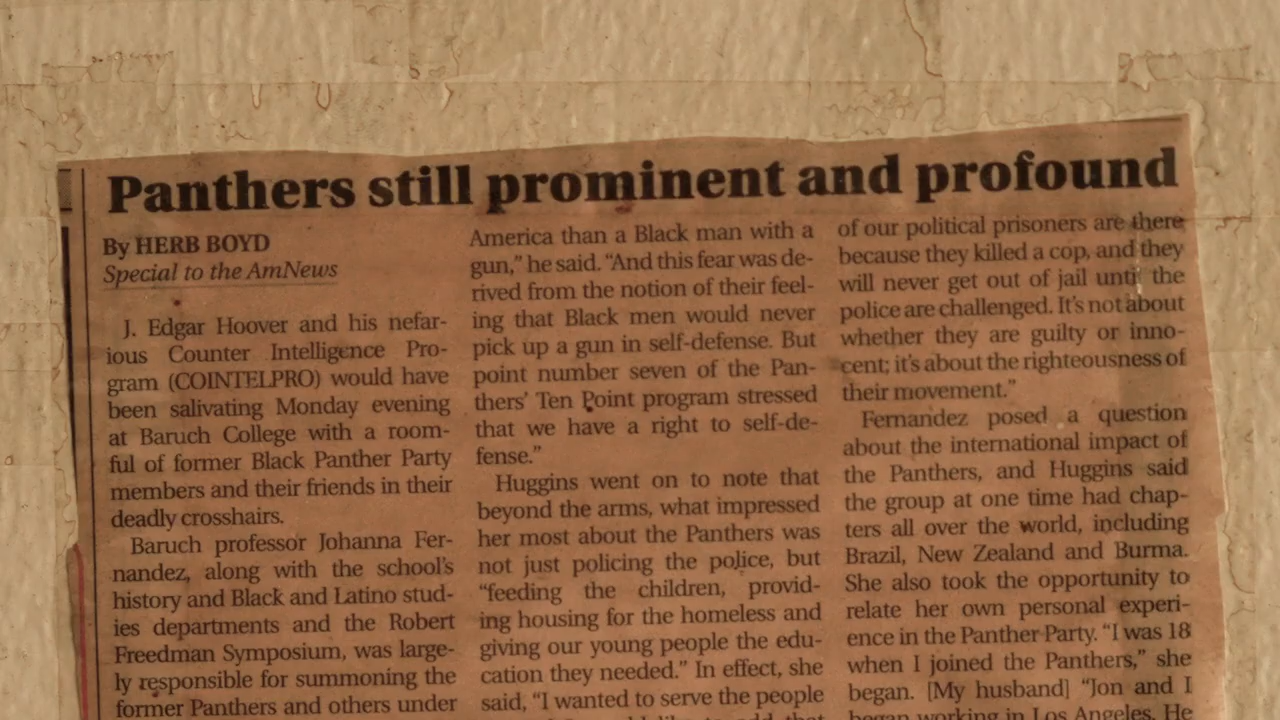 Panthers still prominent and profound
By HERB BOYD
Special to the AmNews
J. Edgar Hoover and his nefar-
ious Counter Intelligence Pro-
gram (COINTELPRO) would have
been salivating Monday evening
at Baruch College with a room-
ful of former Black Panther Party
members and their friends in their
deadly crosshairs.
Baruch professor Johanna Fer-
nandez, along with the school's
history and Black and Latino stud-
ies departments and the Robert
Freedman Symposium, was large-
ly responsible for summoning the
former Panthers and others under
America than a Black man with a
gun,” he said. “And this fear was de-
rived from the notion of their feel-
ing that Black men would never
pick up a gun in self-defense. But
point number seven of the Pan-
thers’ Ten Point program stressed
that we have a right to self-de-
fense.”
Huggins went on to note that
beyond the arms, what impressed
her most about the Panthers was
not just policing the police, but
“feeding the children, provid-
ing housing for the homeless and
giving our young people the edu-
cation they needed.” In effect, she
said, “I wanted to serve the people
of our political prisoners are there
because they killed a cop, and they
will never get out of jail until the
police are challenged. It’s not about
whether they are guilty or inno-
cent; it’s about the righteousness of
their movement.”
Fernandez posed a question
about the international impact of
the Panthers, and Huggins said
the group at one time had chap-
ters all over the world, including
Brazil, New Zealand and Burma.
She also took the opportunity to
relate her own personal experi-
ence in the Panther Party. “I was 18
when I joined the Panthers,” she
began. [My husband] “Jon and I
began working in Los Angeles. He